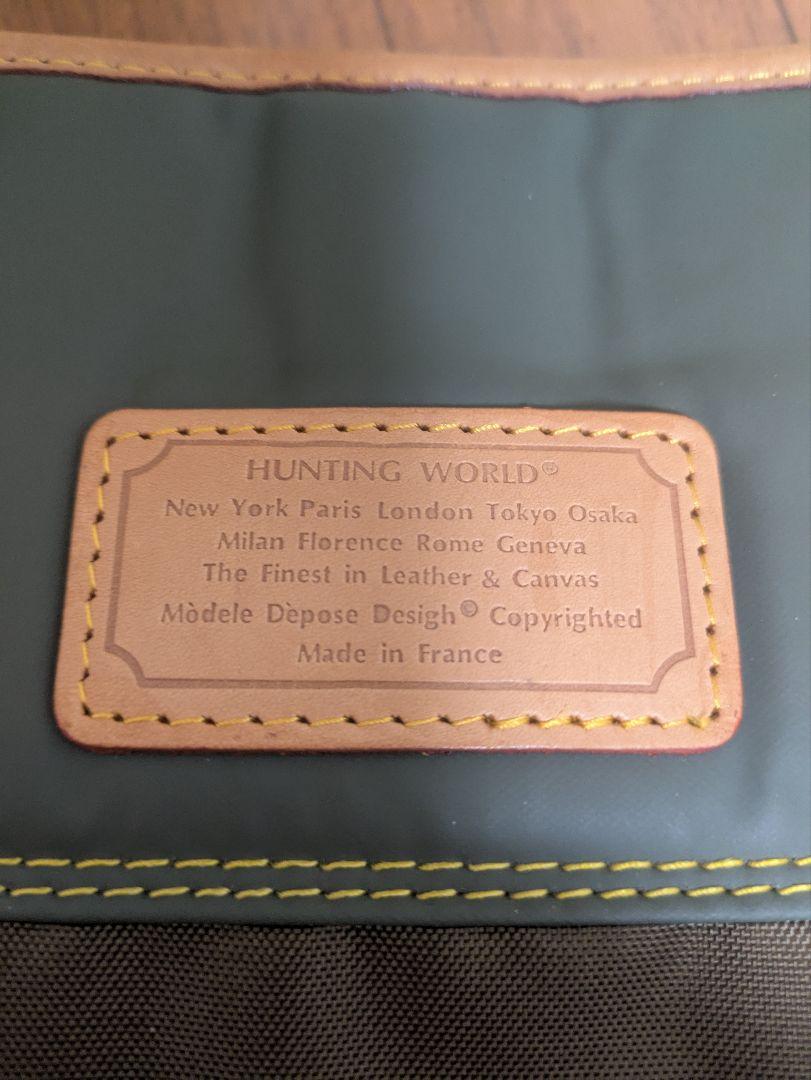 HUNTING WORLD®
New York Paris London Tokyo Osaka
Milan Florence Rome Geneva
The Finest in Leather & Canvas
Mòdele Dèpose Desigh© Copyrighted
Made in France